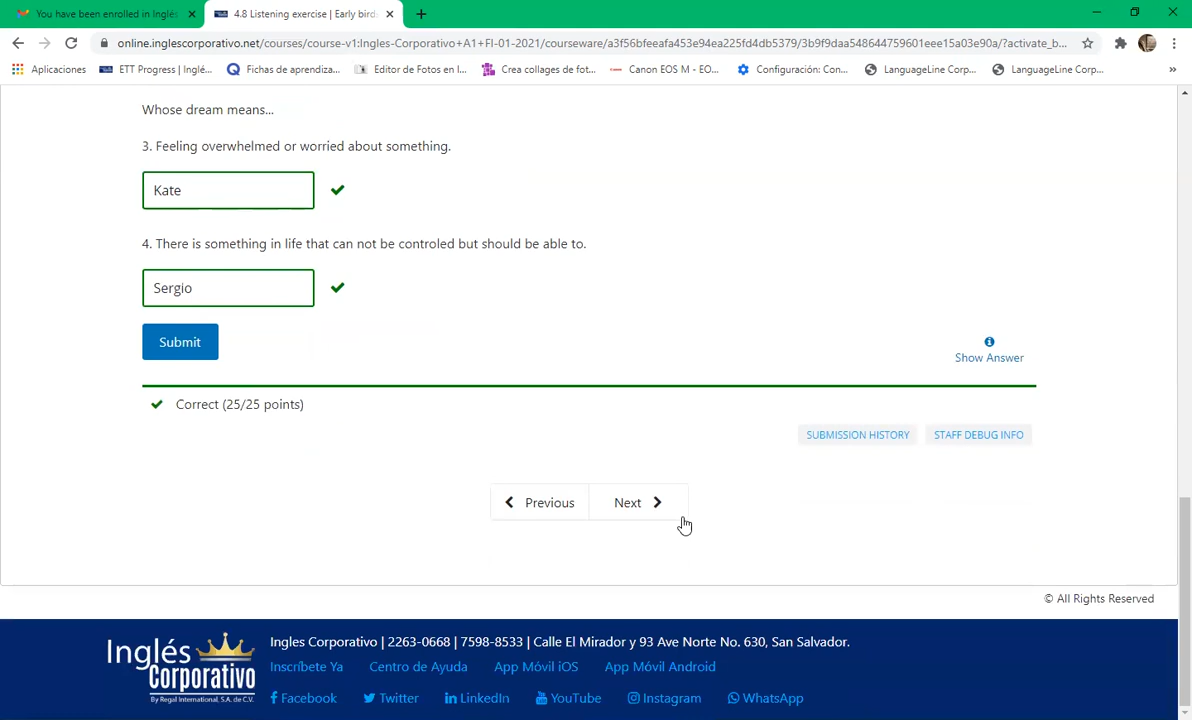 You have been enrolled in Inglés
4.8 Listening exercise | Early bird:
online.inglescorporativo.net/courses/course-v1:Ingles-Corporativo+A1+FI-01-2021/courseware/a3f56bfeeafa453e94ea225fd4db5379/3b9f9daa548644759601eee15a03e90a/?activate_b...
Aplicaciones
ETT Progress | Inglé...
Fichas de aprendiza...
Editor de Fotos en l...
Crea collages de fot...
Canon EOS M - EO...
Configuración: Con...
LanguageLine Corp...
LanguageLine Corp...
Whose dream means...
3. Feeling overwhelmed or worried about something.
Kate
4. There is something in life that can not be controled but should be able to.
Sergio
Submit
Show Answer
Correct (25/25 points)
SUBMISSION HISTORY
STAFF DEBUG INFO
Previous
Next
© All Rights Reserved
Inglés Corporativo
By Regal International, S.A. de C.V.
Ingles Corporativo | 2263-0668 | 7598-8533 | Calle El Mirador y 93 Ave Norte No. 630, San Salvador.
Inscríbete Ya Centro de Ayuda App Móvil iOS App Móvil Android
Facebook Twitter LinkedIn YouTube Instagram WhatsApp